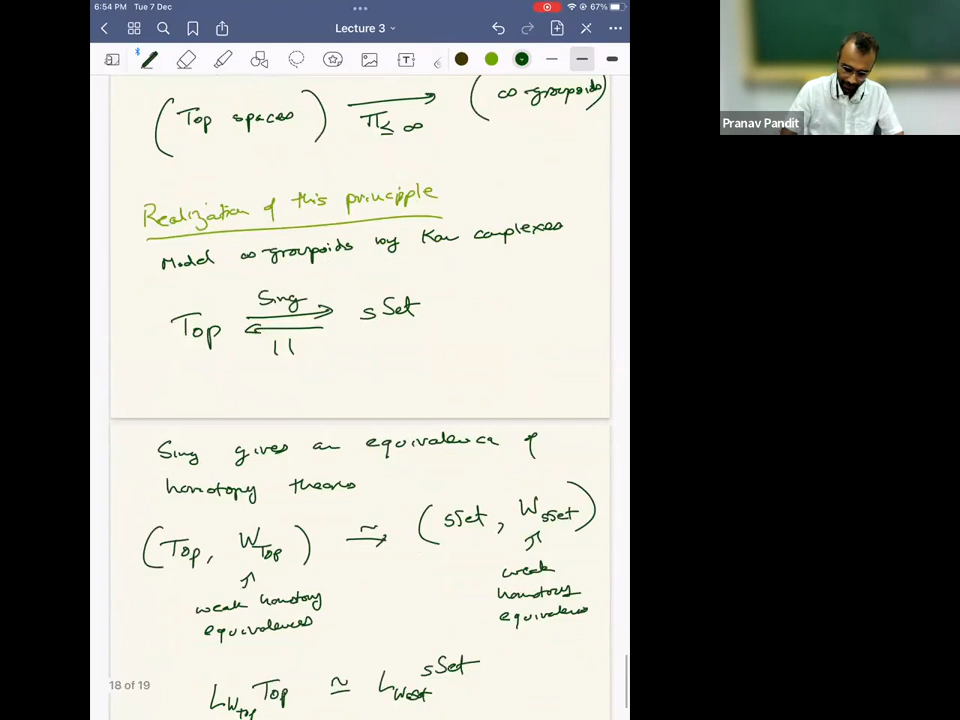 6:54 PM Tue 7 Dec
67%
Lecture 3
(Top spaces) → (∞ groupoids)
π≤∞
Realization of this principple
Model ∞ groupoids by Kan complexes
Sing
Top ⇄ sSet
| |
Sing gives an equivalence of
homotopy theories
(Top, W_Top) ⥲ (sSet, W_sSet)
weak homotopy
equivalences
weak
homotopy
equivalences
L_W_Top Top ≃ L_WsSet sSet
18 of 19
Pranav Pandit